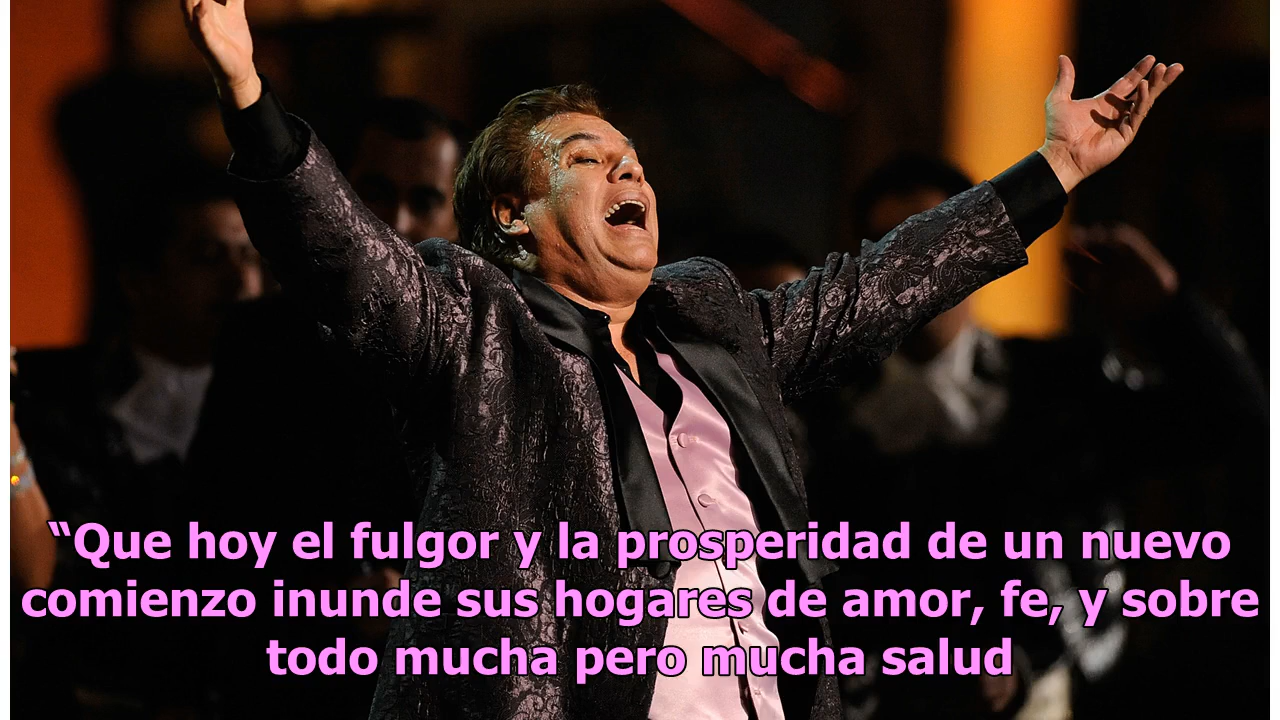 “Que hoy el fulgor y la prosperidad de un nuevo
comienzo inunde sus hogares de amor, fe, y sobre
todo mucha pero mucha salud